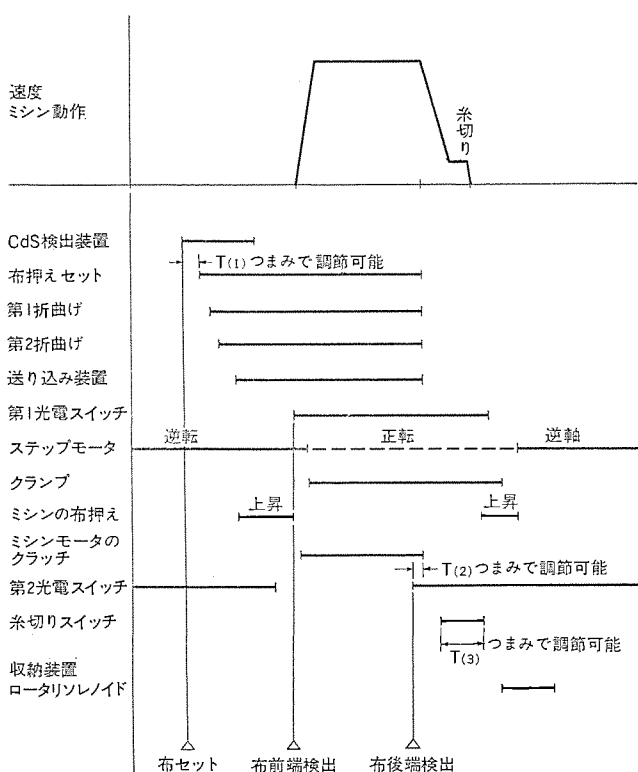 速度
ミシン動作
糸切り
CdS検出装置
T(1)つまみで調節可能
布押えセット
第1折曲げ
第2折曲げ
送り込み装置
第1光電スイッチ
逆転
正転
逆軸
ステップモータ
クランプ
上昇
上昇
ミシンの布押え
ミシンモータの
クラッチ
T(2)つまみで調節可能
第2光電スイッチ
糸切りスイッチ
つまみで調節可能
T(3)
収納装置
ロータリソレノイド
布セット
布前端検出
布後端検出